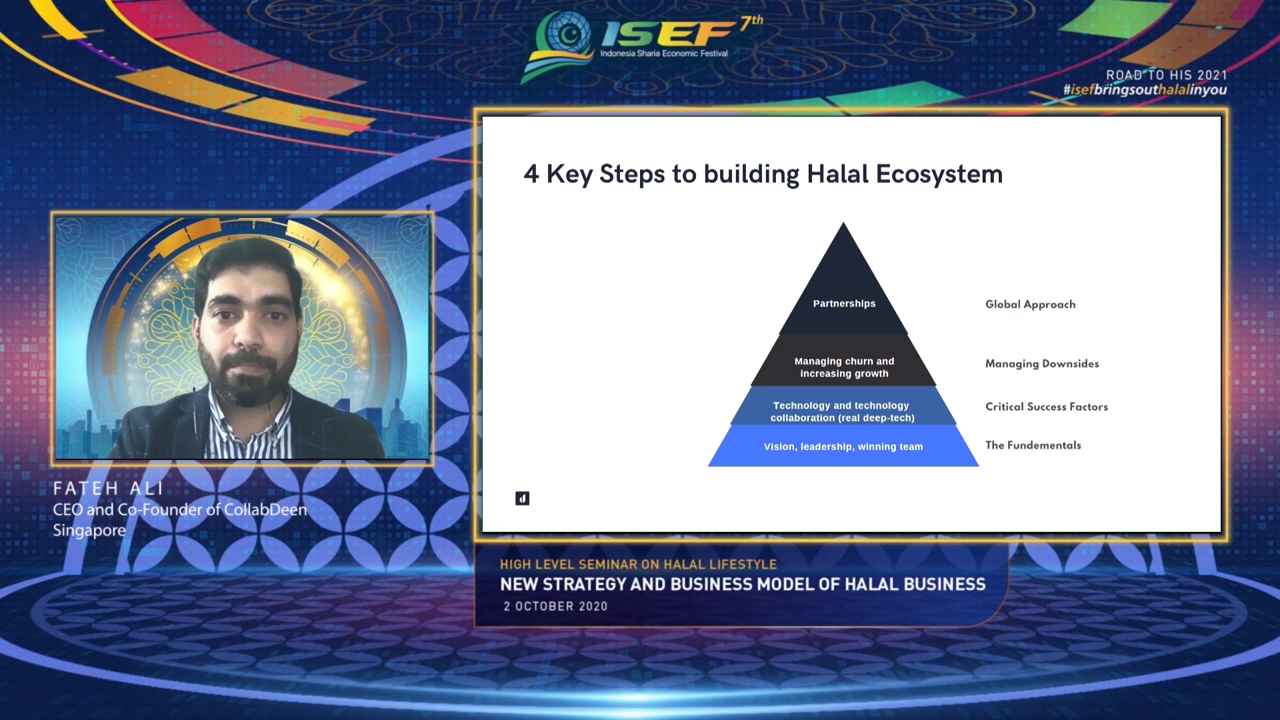 ISEF 7th
Indonesia Sharia Economic Festival
ROAD TO HIS 2021
#isefbringsouthalalinyou
4 Key Steps to building Halal Ecosystem
Partnerships
Global Approach
Managing churn and
increasing growth
Managing Downsides
Technology and technology
collaboration (real deep-tech)
Critical Success Factors
Vision, leadership, winning team
The Fundementals
d
FATEH ALI
CEO and Co-Founder of CollabDeen
Singapore
HIGH LEVEL SEMINAR ON HALAL LIFESTYLE
NEW STRATEGY AND BUSINESS MODEL OF HALAL BUSINESS
2 OCTOBER 2020